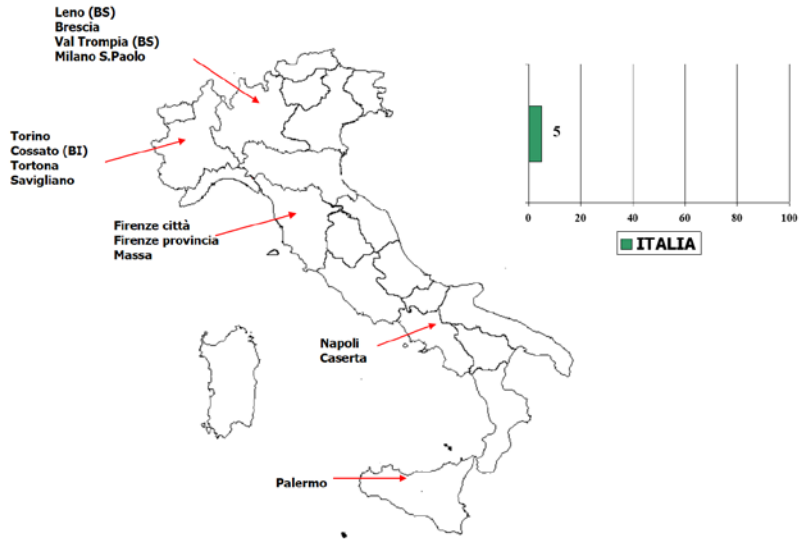 Leno (BS)
Brescia
Val Trompia (BS)
Milano S.Paolo
Torino
Cossato (BI)
Tortona
Savigliano
Firenze città
Firenze provincia
Massa
Napoli
Caserta
Palermo
5
0 20 40 60 80 100
ITALIA